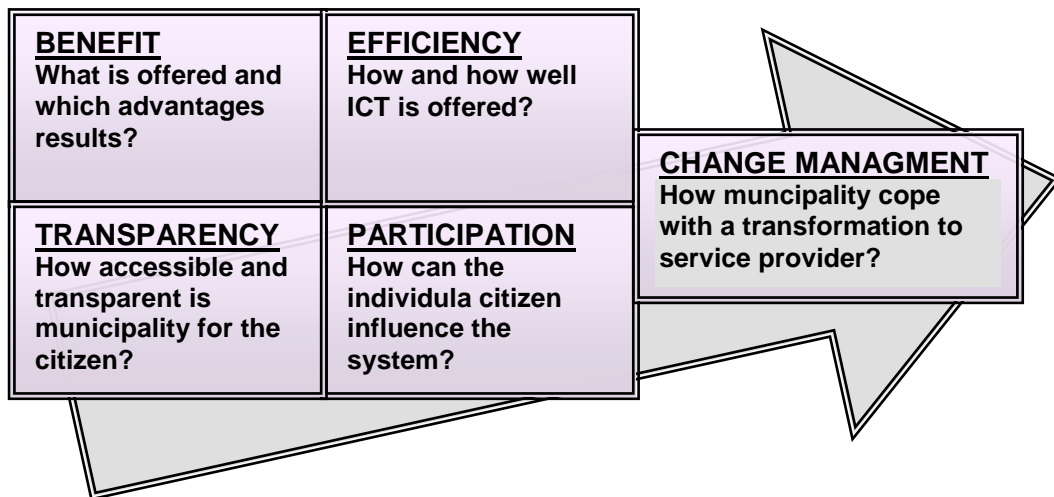 BENEFIT
What is offered and
which advantages
results?
EFFICIENCY
How and how well
ICT is offered?
TRANSPARENCY
How accessible and
transparent is
municipality for the
citizen?
PARTICIPATION
How can the
individula citizen
influence the
system?
CHANGE MANAGMENT
How muncipality cope
with a transformation to
service provider?